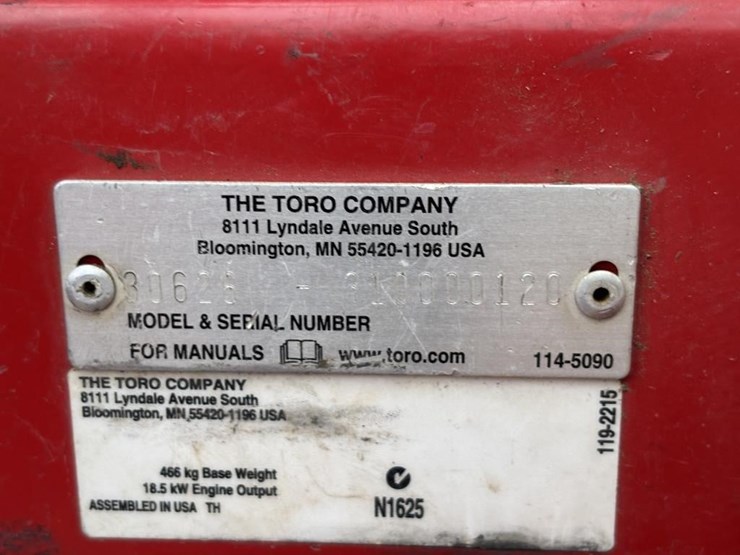 THE TORO COMPANY
8111 Lyndale Avenue South
Bloomington, MN 55420-1196 USA
MODEL & SERIAL NUMBER
FOR MANUALS www.toro.com 114-5090
THE TORO COMPANY
8111 Lyndale Avenue South
Bloomington, MN 55420-1196 USA
119-2215
466 kg Base Weight
18.5 kW Engine Output
ASSEMBLED IN USA TH
N1625